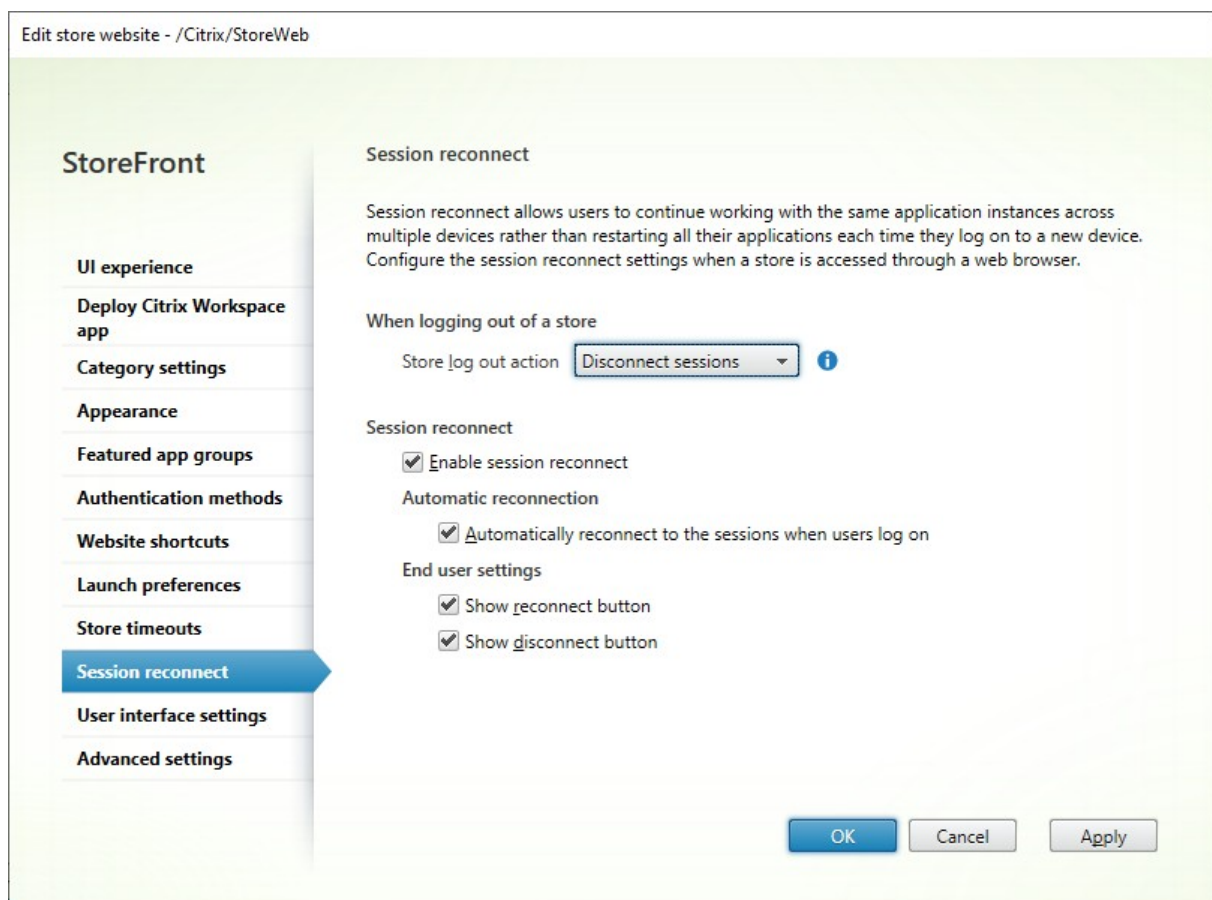 Edit store website - /Citrix/StoreWeb
StoreFront
UI experience
Deploy Citrix Workspace
app
Category settings
Appearance
Featured app groups
Authentication methods
Website shortcuts
Launch preferences
Store timeouts
Session reconnect
User interface settings
Advanced settings
Session reconnect
Session reconnect allows users to continue working with the same application instances across
multiple devices rather than restarting all their applications each time they log on to a new device.
Configure the session reconnect settings when a store is accessed through a web browser.
When logging out of a store
Store log out action Disconnect sessions
Session reconnect
Enable session reconnect
Automatic reconnection
Automatically reconnect to the sessions when users log on
End user settings
Show reconnect button
Show disconnect button
OK Cancel Apply